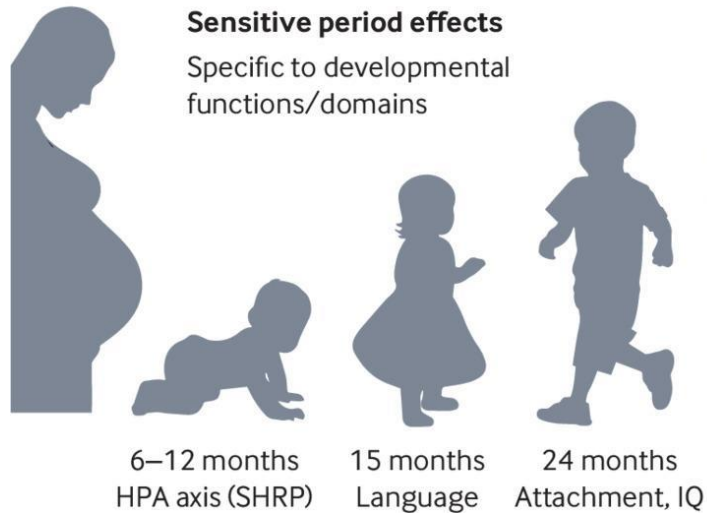 Sensitive period effects
Specific to developmental
functions/domains
6–12 months
HPA axis (SHRP)
15 months
Language
24 months
Attachment, IQ